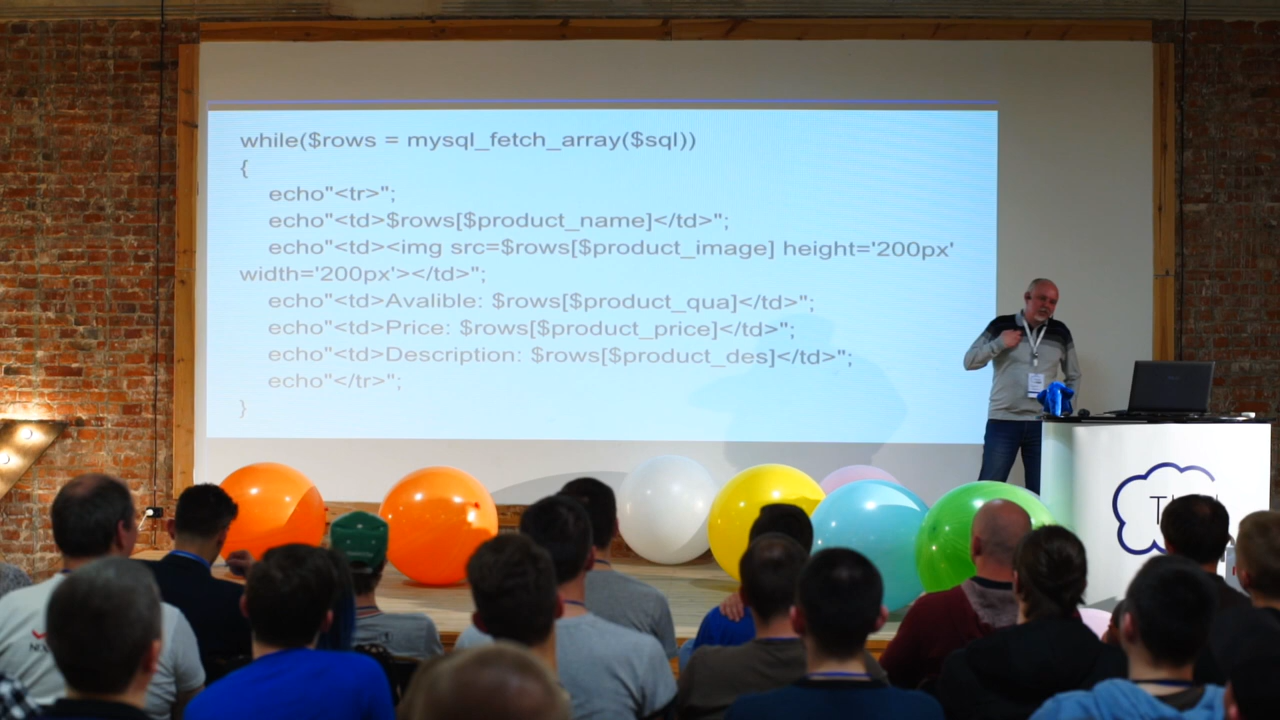 while($rows = mysql_fetch_array($sql))
{
echo"<tr>";
echo"<td>$rows[$product_name]</td>";
echo"<td><img src=$rows[$product_image] height='200px'
width='200px'></td>";
echo"<td>Avalible: $rows[$product_qua]</td>";
echo"<td>Price: $rows[$product_price]</td>";
echo"<td>Description: $rows[$product_des]</td>";
echo"</tr>";
}